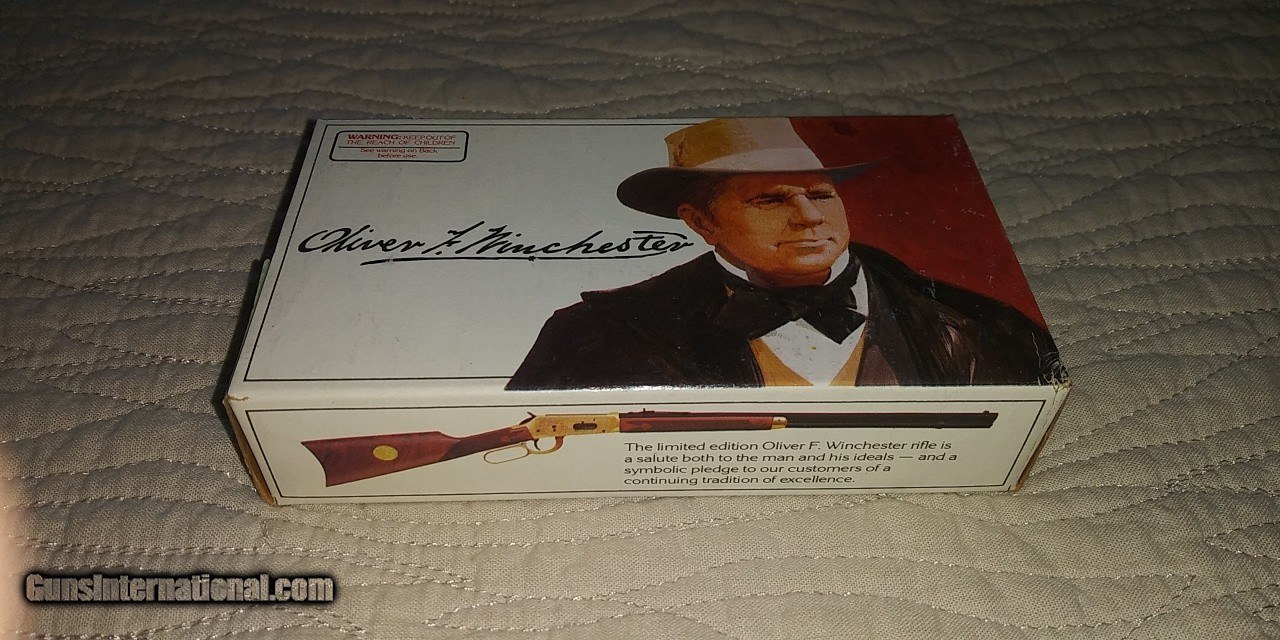 WARNING: KEEP OUT OF
THE REACH OF CHILDREN
See warning on Back
before use.
Oliver F. Winchester
The limited edition Oliver F. Winchester rifle is
a salute both to the man and his ideals — and a
symbolic pledge to our customers of a
continuing tradition of excellence.
GunsInternational.com